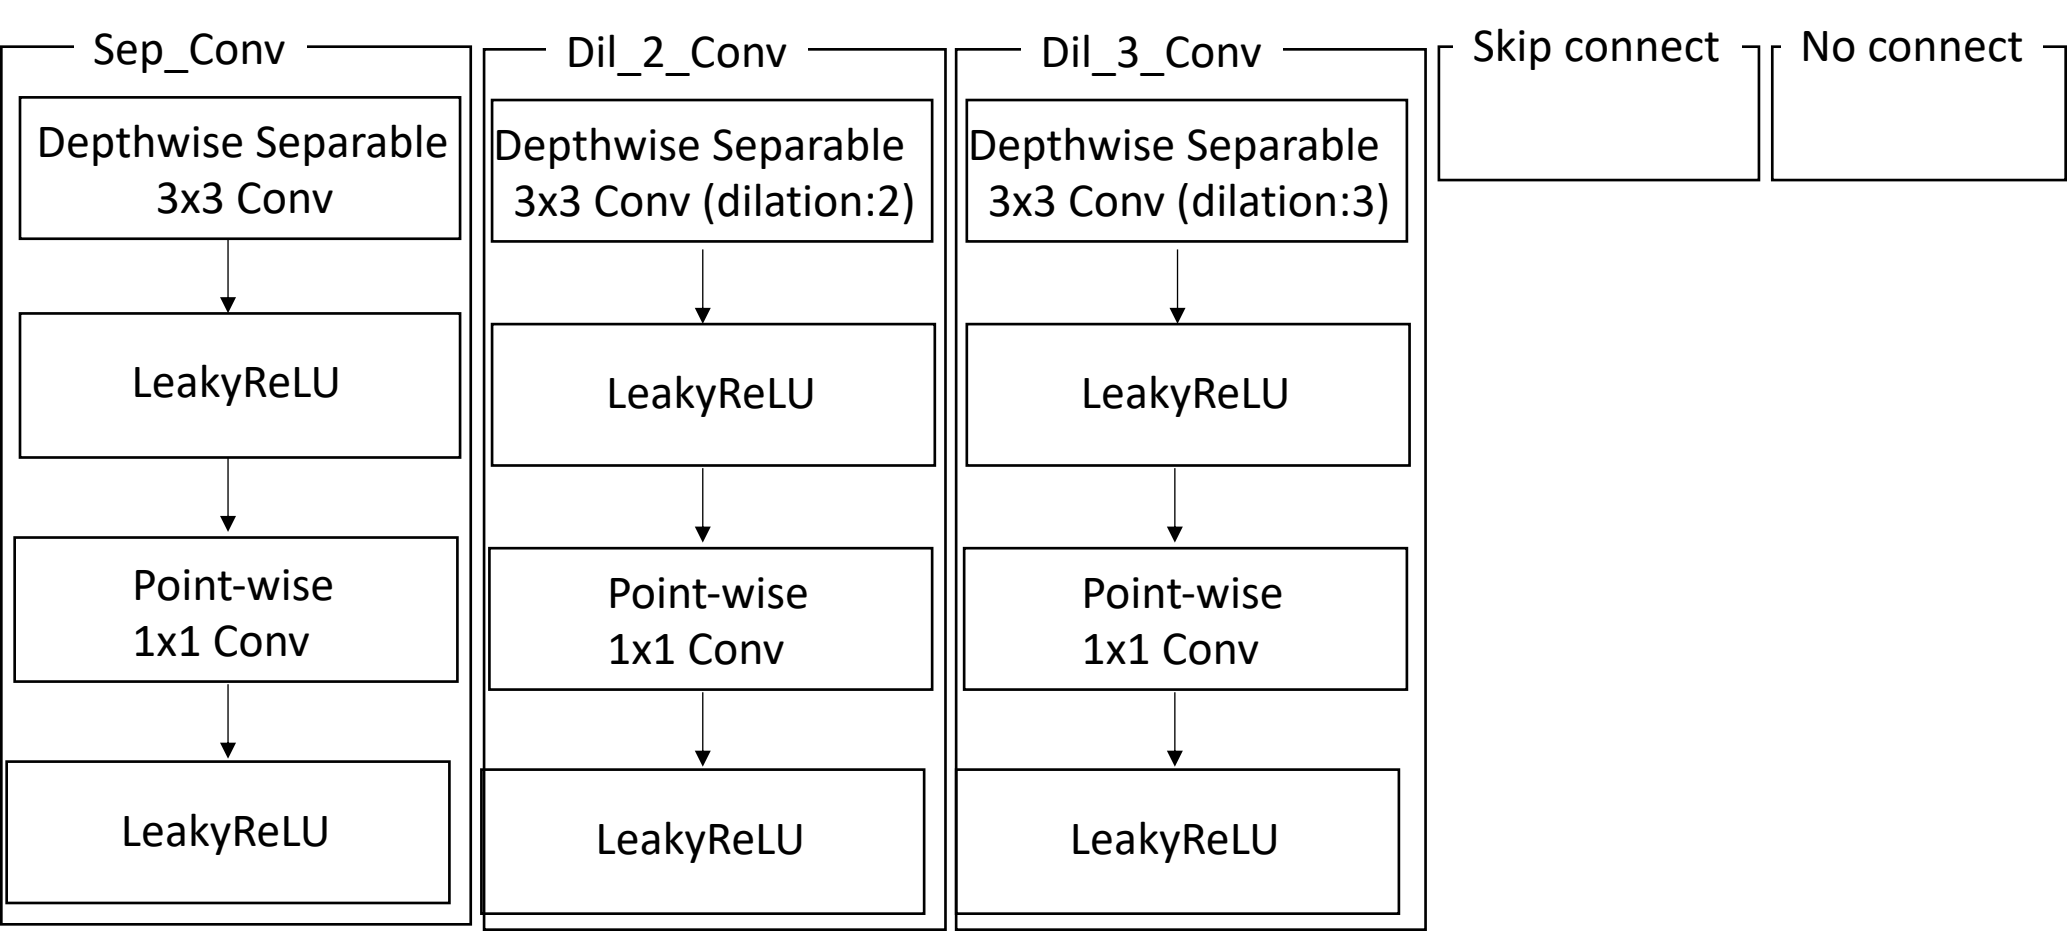 Sep_Conv
Depthwise Separable
3x3 Conv
LeakyReLU
Point-wise
1x1 Conv
LeakyReLU
Dil_2_Conv
Depthwise Separable
3x3 Conv (dilation:2)
LeakyReLU
Point-wise
1x1 Conv
LeakyReLU
Dil_3_Conv
Depthwise Separable
3x3 Conv (dilation:3)
LeakyReLU
Point-wise
1x1 Conv
LeakyReLU
Skip connect
No connect